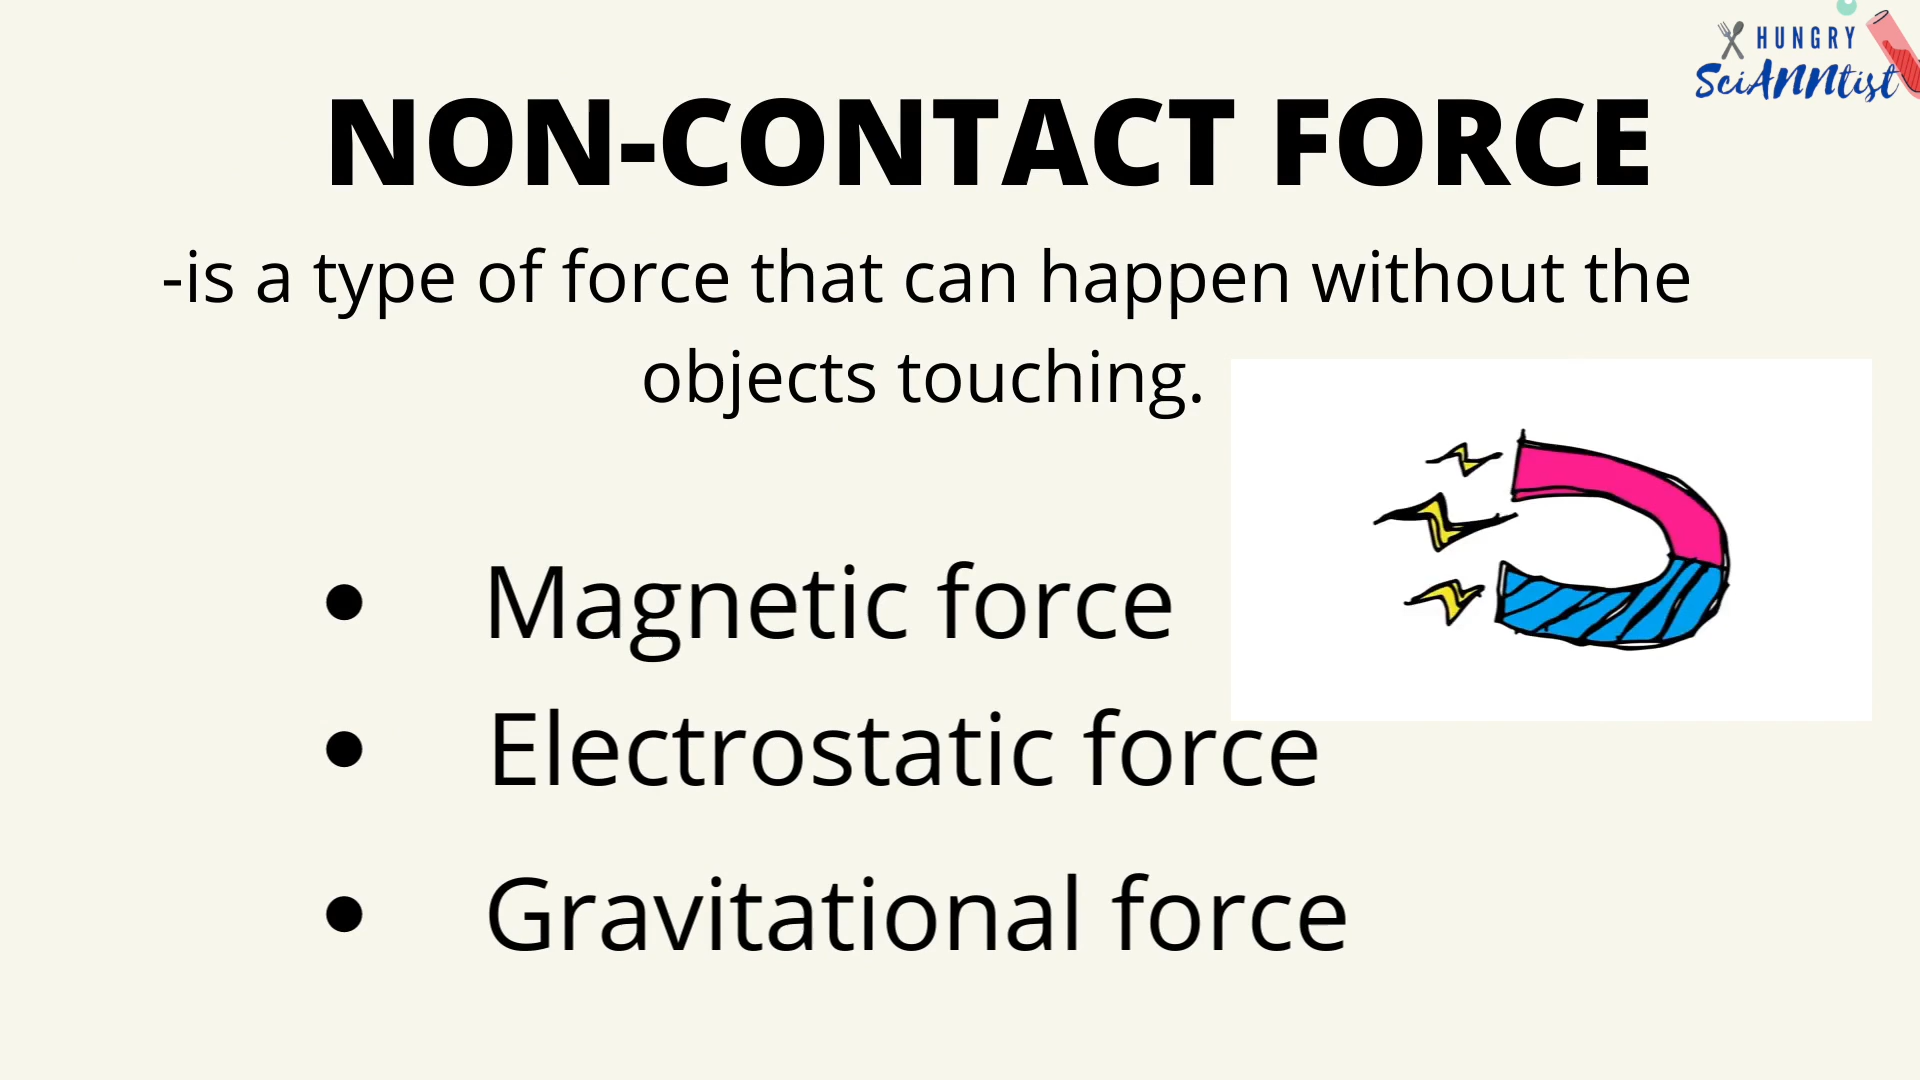 HUNGRY
SciANNtist
NON-CONTACT FORCE
-is a type of force that can happen without the
objects touching.
• Magnetic force
• Electrostatic force
• Gravitational force